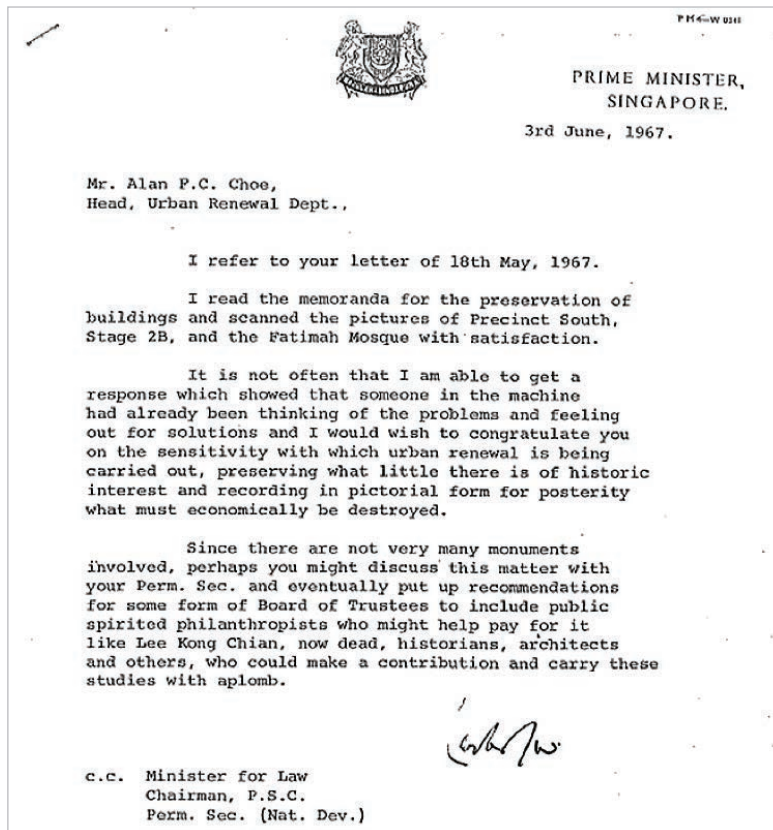 PRIME MINISTER,
SINGAPORE.
3rd June, 1967.
Mr. Alan P.C. Choe,
Head, Urban Renewal Dept.,
I refer to your letter of 18th May, 1967.
I read the memoranda for the preservation of
buildings and scanned the pictures of Precinct South,
Stage 2B, and the Fatimah Mosque with satisfaction.
It is not often that I am able to get a
response which showed that someone in the machine
had already been thinking of the problems and feeling
out for solutions and I would wish to congratulate you
on the sensitivity with which urban renewal is being
carried out, preserving what little there is of historic
interest and recording in pictorial form for posterity
what must economically be destroyed.
Since there are not very many monuments
involved, perhaps you might discuss this matter with
your Perm. Sec. and eventually put up recommendations
for some form of Board of Trustees to include public
spirited philanthropists who might help pay for it
like Lee Kong Chian, now dead, historians, architects
and others, who could make a contribution and carry these
studies with aplomb.
c.c. Minister for Law
Chairman, P.S.C.
Perm. Sec. (Nat. Dev.)